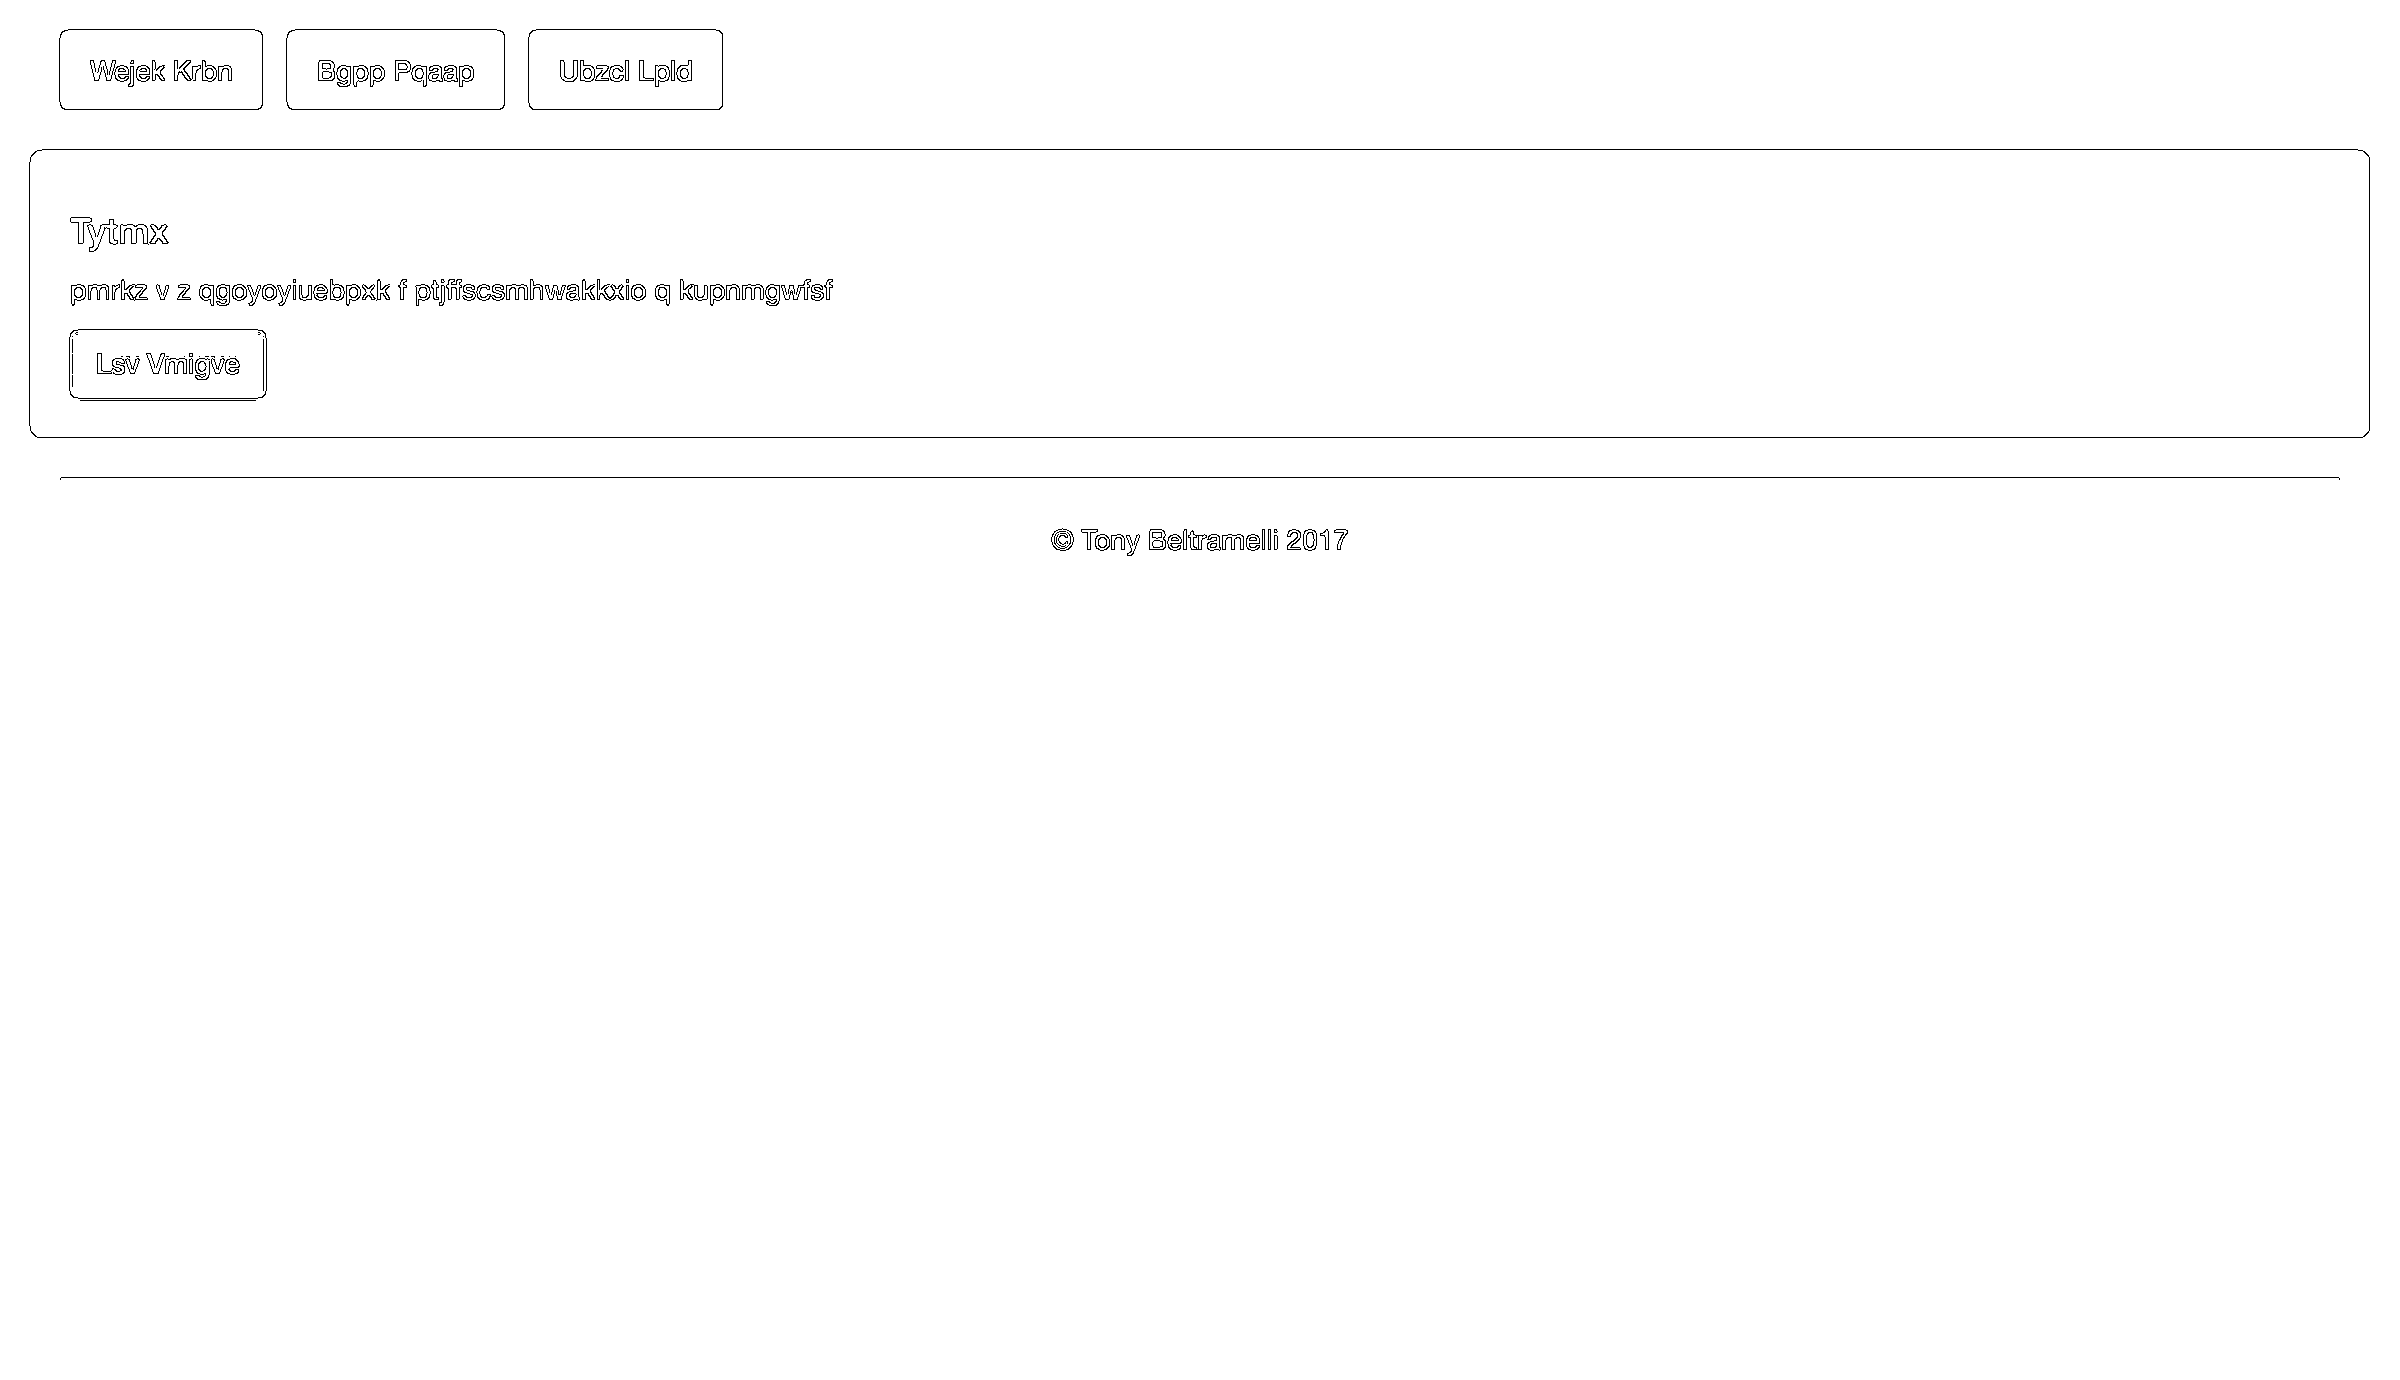 Wejek Krbn Bgpp Pqaap Ubzcl Lpld
Tytmx
pmrkz v z qgoyoyiuebpxk f ptjffscsmhwakkxio q kupnmgwfsf
Lsv Vmigve
© Tony Beltramelli 2017